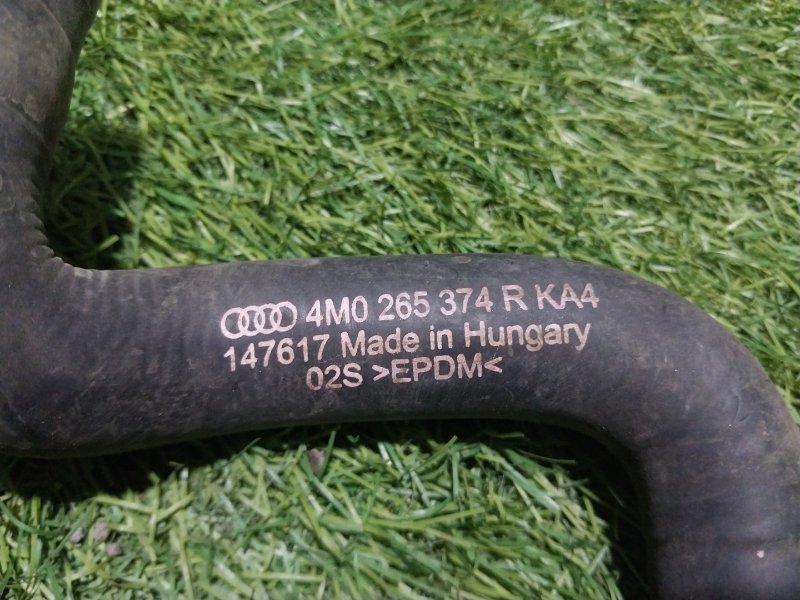 4M0 265 374 R KA4
147617 Made in Hungary
02S >EPDM<